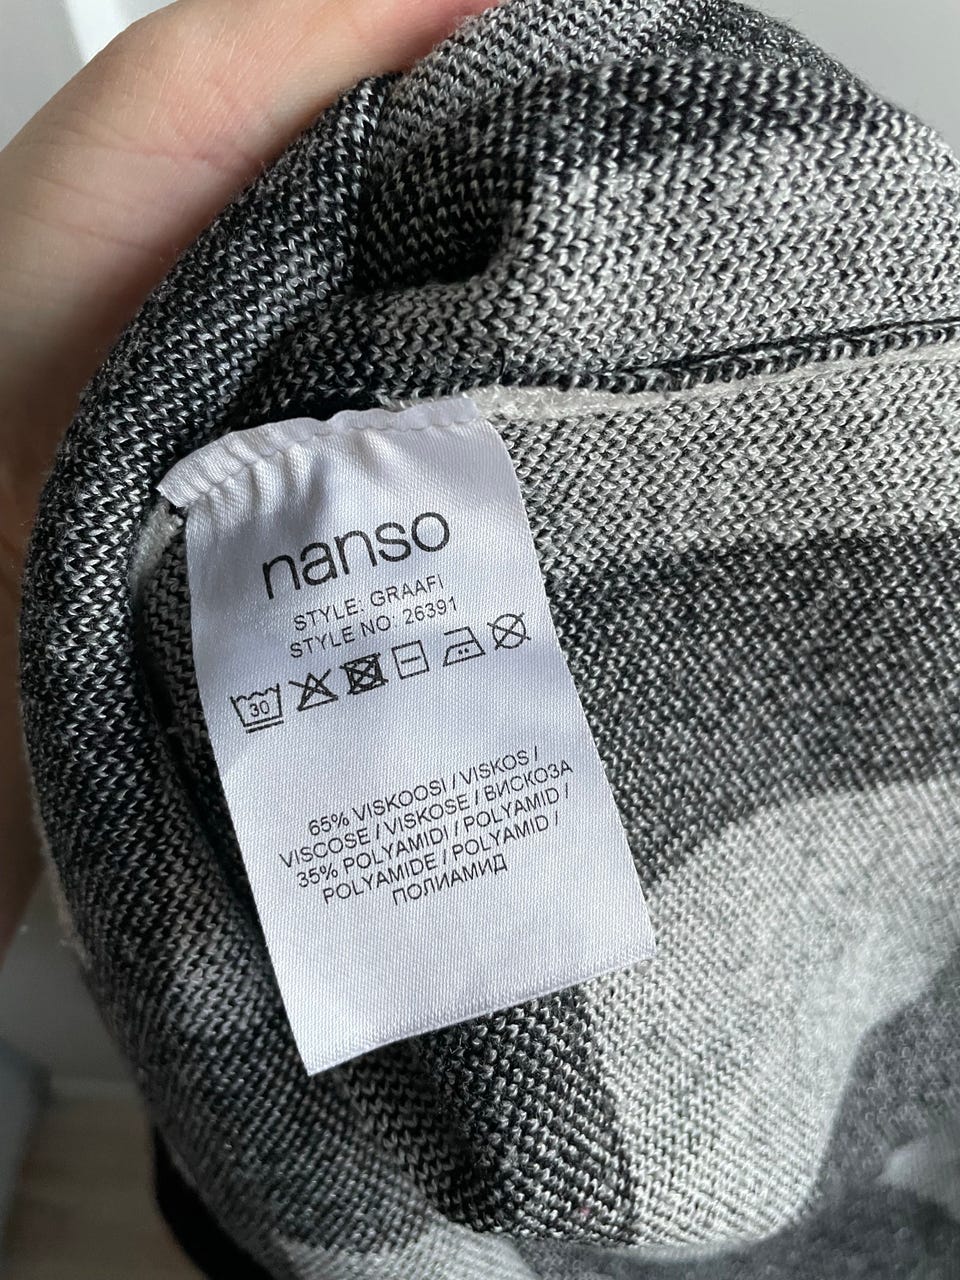 nanso
STYLE: GRAAFI
STYLE NO: 26391
30
65% VISKOOSI / VISKOS /
VISCOSE / VISKOSE / ВИСКОЗА
35% POLYAMIDI / POLYAMID /
POLYAMIDE / POLYAMID /
ПОЛИАМИД